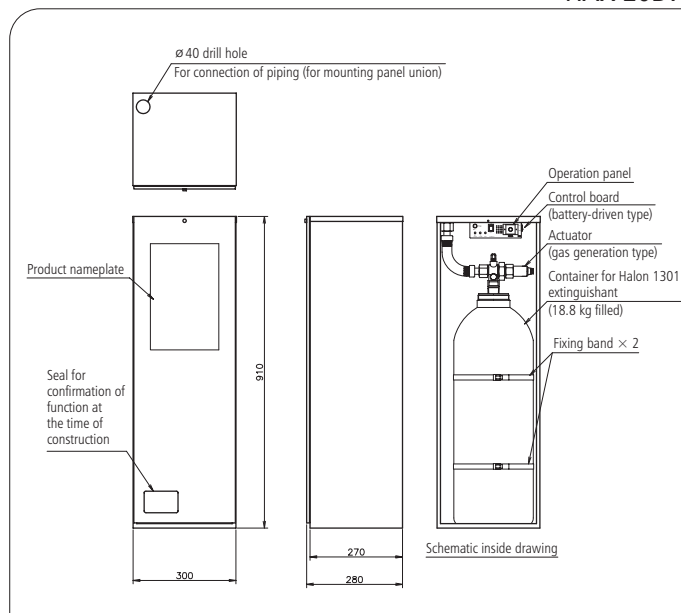 ø 40 drill hole
For connection of piping (for mounting panel union)
Product nameplate
Seal for
confirmation of
function at
the time of
construction
910
300
270
280
Operation panel
Control board
(battery-driven type)
Actuator
(gas generation type)
Container for Halon 1301
extinguishant
(18.8 kg filled)
Fixing band × 2
Schematic inside drawing